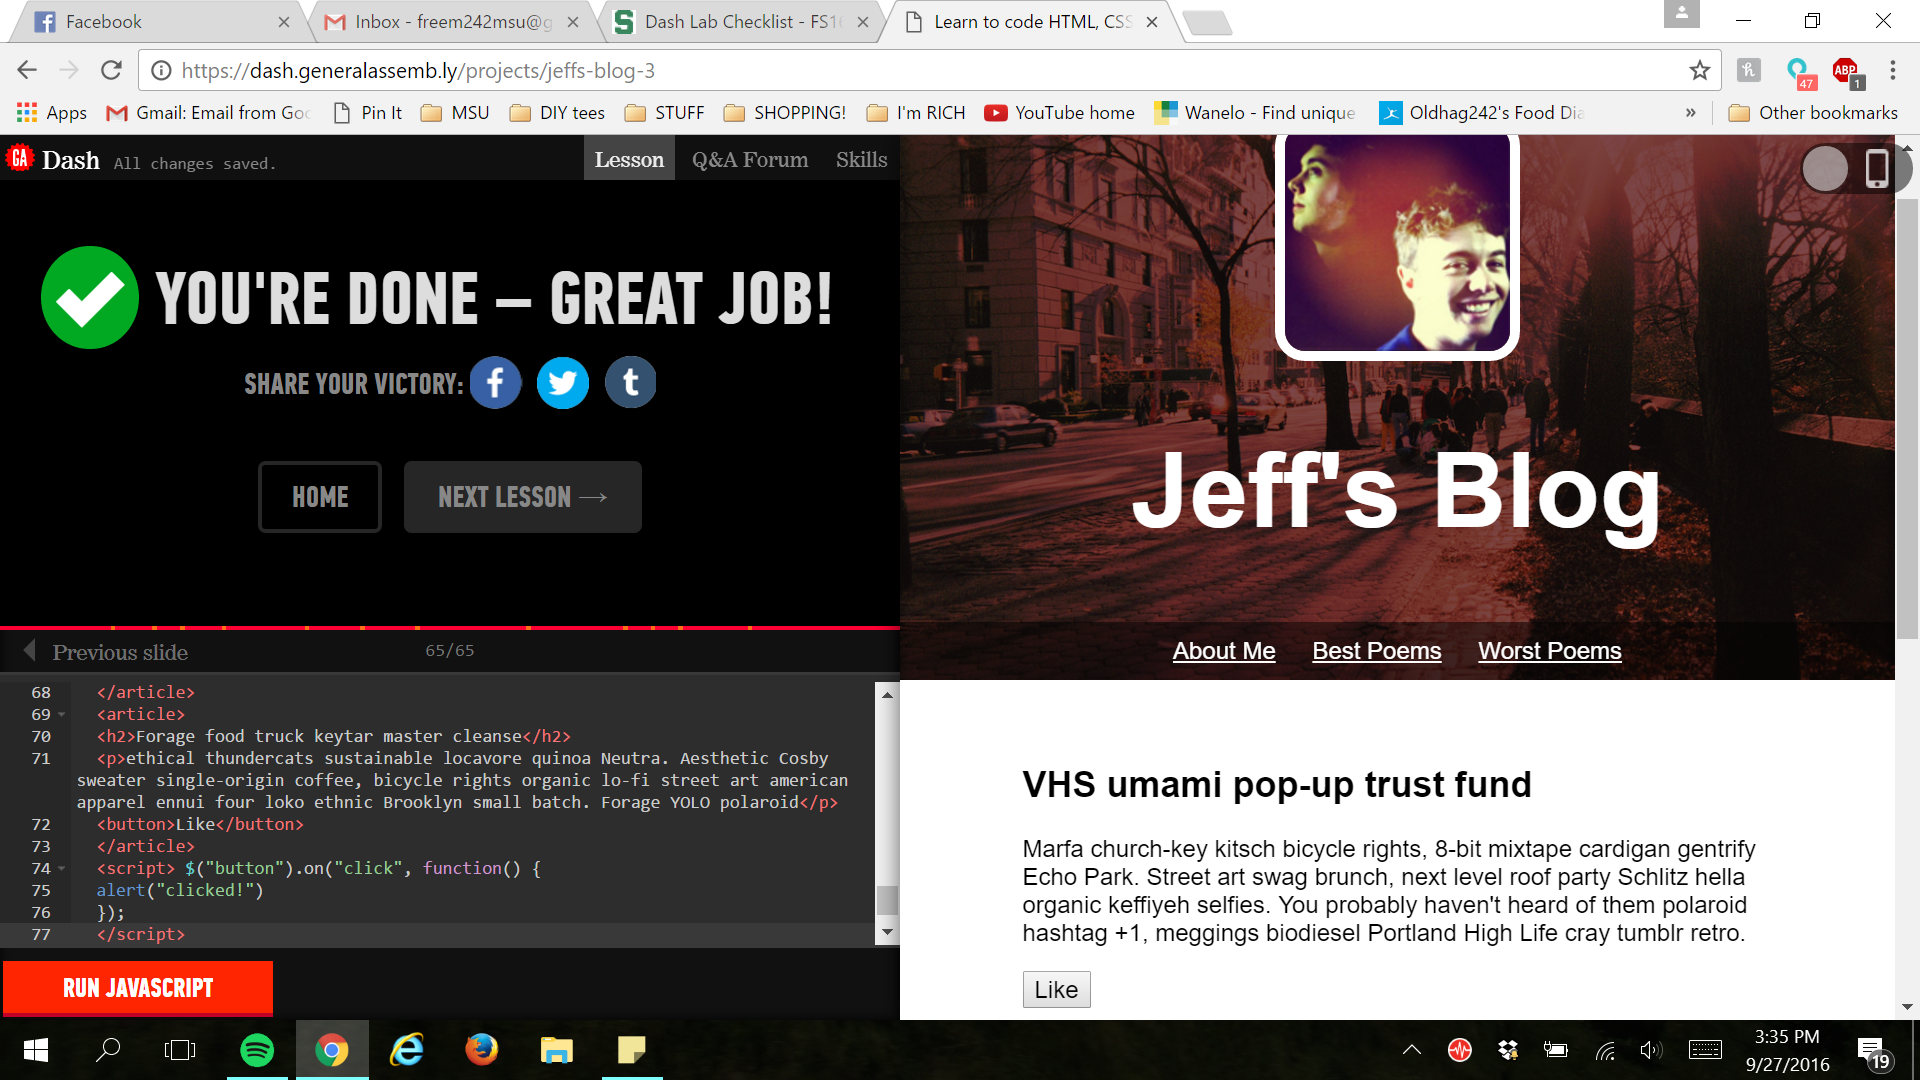 Facebook
Inbox - freem242msu@g
Dash Lab Checklist - FS16
Learn to code HTML, CSS
https://dash.generalassemb.ly/projects/jeffs-blog-3
h
47
ABP
1
Apps
Gmail: Email from Goo
Pin It
MSU
DIY tees
STUFF
SHOPPING!
I'm RICH
YouTube home
Wanelo - Find unique
Oldhag242's Food Dia
»
Other bookmarks
GA
Dash
All changes saved.
Lesson
Q&A Forum
Skills
YOU'RE DONE – GREAT JOB!
SHARE YOUR VICTORY:
HOME
NEXT LESSON →
Previous slide
65/65
68 </article>
69 <article>
70 <h2>Forage food truck keytar master cleanse</h2>
71 <p>ethical thundercats sustainable locavore quinoa Neutra. Aesthetic Cosby
sweater single-origin coffee, bicycle rights organic lo-fi street art american
apparel ennui four loko ethnic Brooklyn small batch. Forage YOLO polaroid</p>
72 <button>Like</button>
73 </article>
74 <script> $("button").on("click", function() {
75 alert("clicked!")
76 });
77 </script>
RUN JAVASCRIPT
Jeff's Blog
About Me
Best Poems
Worst Poems
VHS umami pop-up trust fund
Marfa church-key kitsch bicycle rights, 8-bit mixtape cardigan gentrify
Echo Park. Street art swag brunch, next level roof party Schlitz hella
organic keffiyeh selfies. You probably haven't heard of them polaroid
hashtag +1, meggings biodiesel Portland High Life cray tumblr retro.
Like
3:35 PM
9/27/2016
19